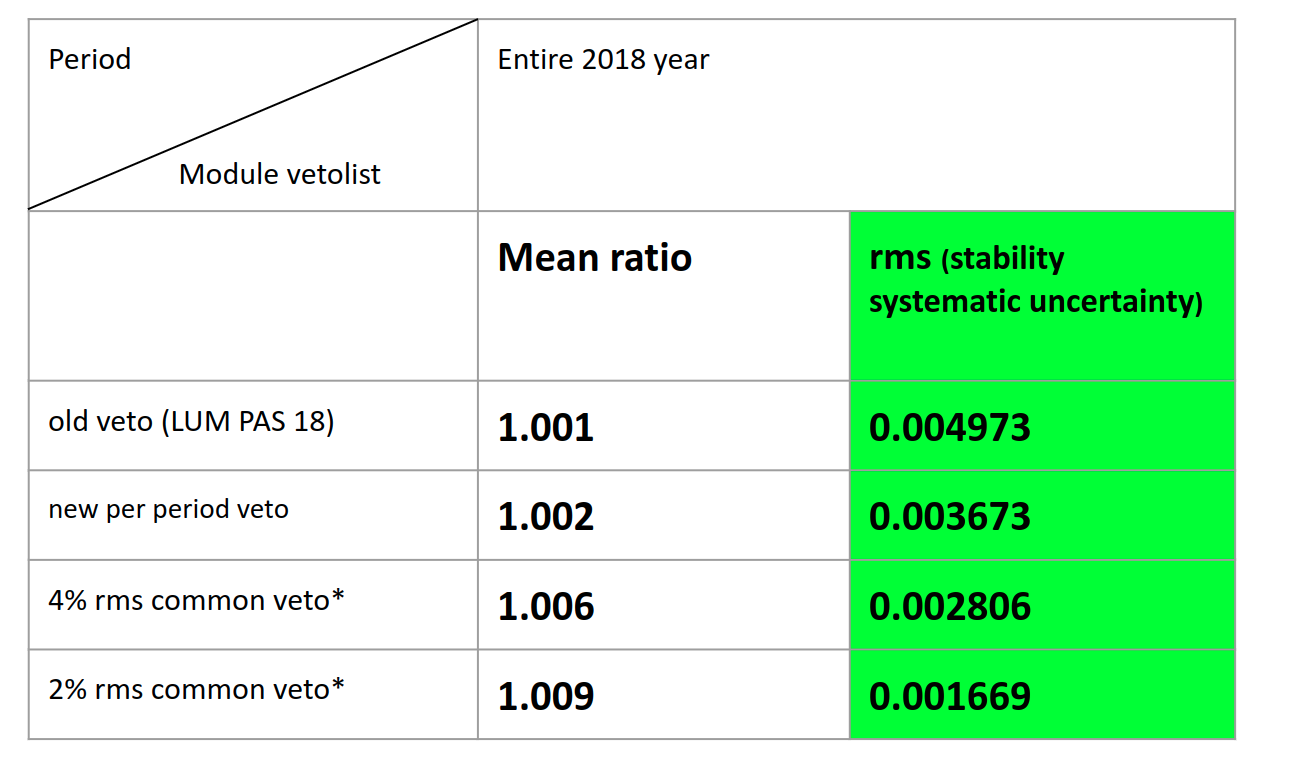 Period
Entire 2018 year
Module vetolist
Mean ratio
rms (stability
systematic uncertainty)
old veto (LUM PAS 18)
1.001
0.004973
new per period veto
1.002
0.003673
4% rms common veto*
1.006
0.002806
2% rms common veto*
1.009
0.001669